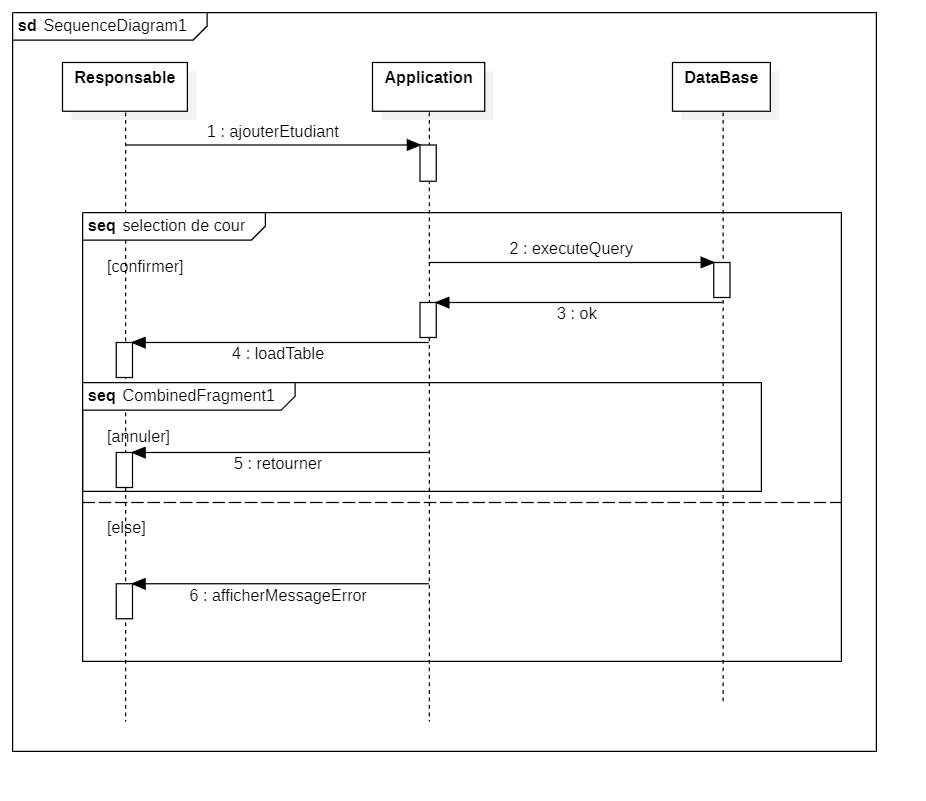 sd SequenceDiagram1
Responsable
Application
DataBase
1 : ajouterEtudiant
seq selection de cour
2 : executeQuery
[confirmer]
3 : ok
4 : loadTable
seq CombinedFragment1
[annuler]
5 : retourner
[else]
6 : afficherMessageError